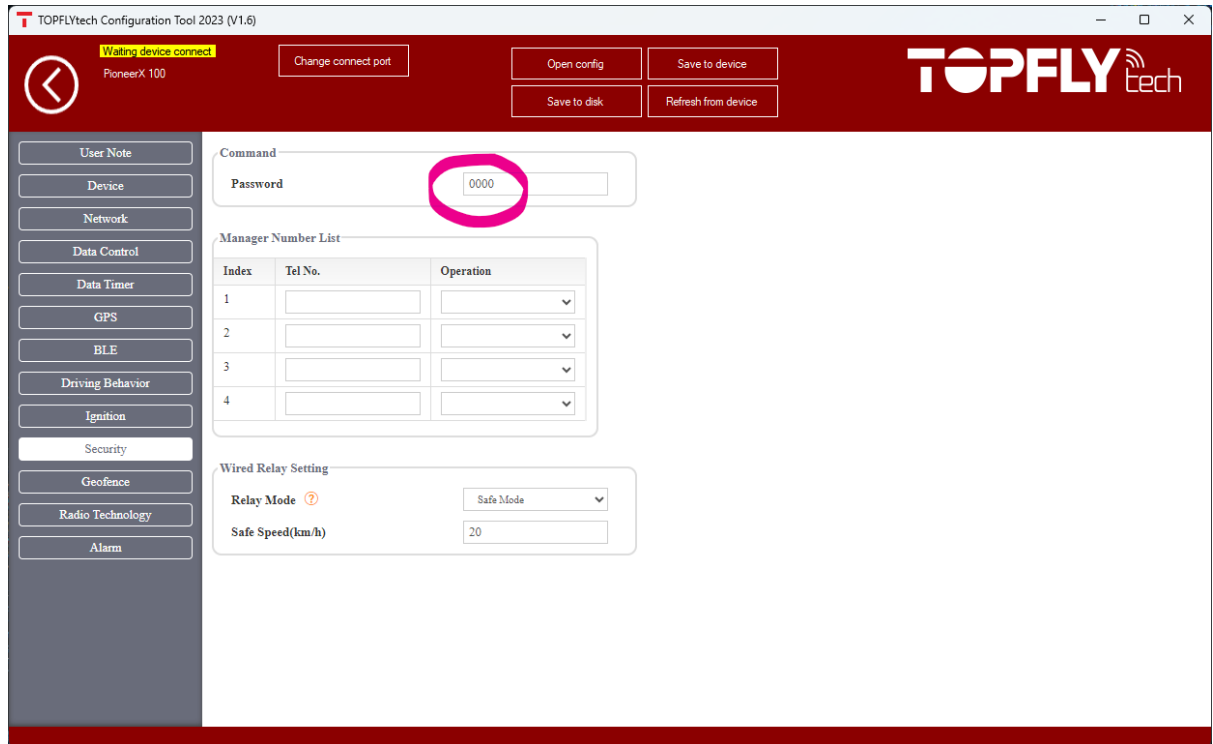 TOPFLYtech Configuration Tool 2023 (V1.6)
Waiting device connect
PioneerX 100
Change connect port
Open config
Save to device
Save to disk
Refresh from device
TOPFLY tech
User Note
Device
Network
Data Control
Data Timer
GPS
BLE
Driving Behavior
Ignition
Security
Geofence
Radio Technology
Alarm
Command
Password 0000
Manager Number List
Index Tel No. Operation
1
2
3
4
Wired Relay Setting
Relay Mode ? Safe Mode
Safe Speed(km/h) 20